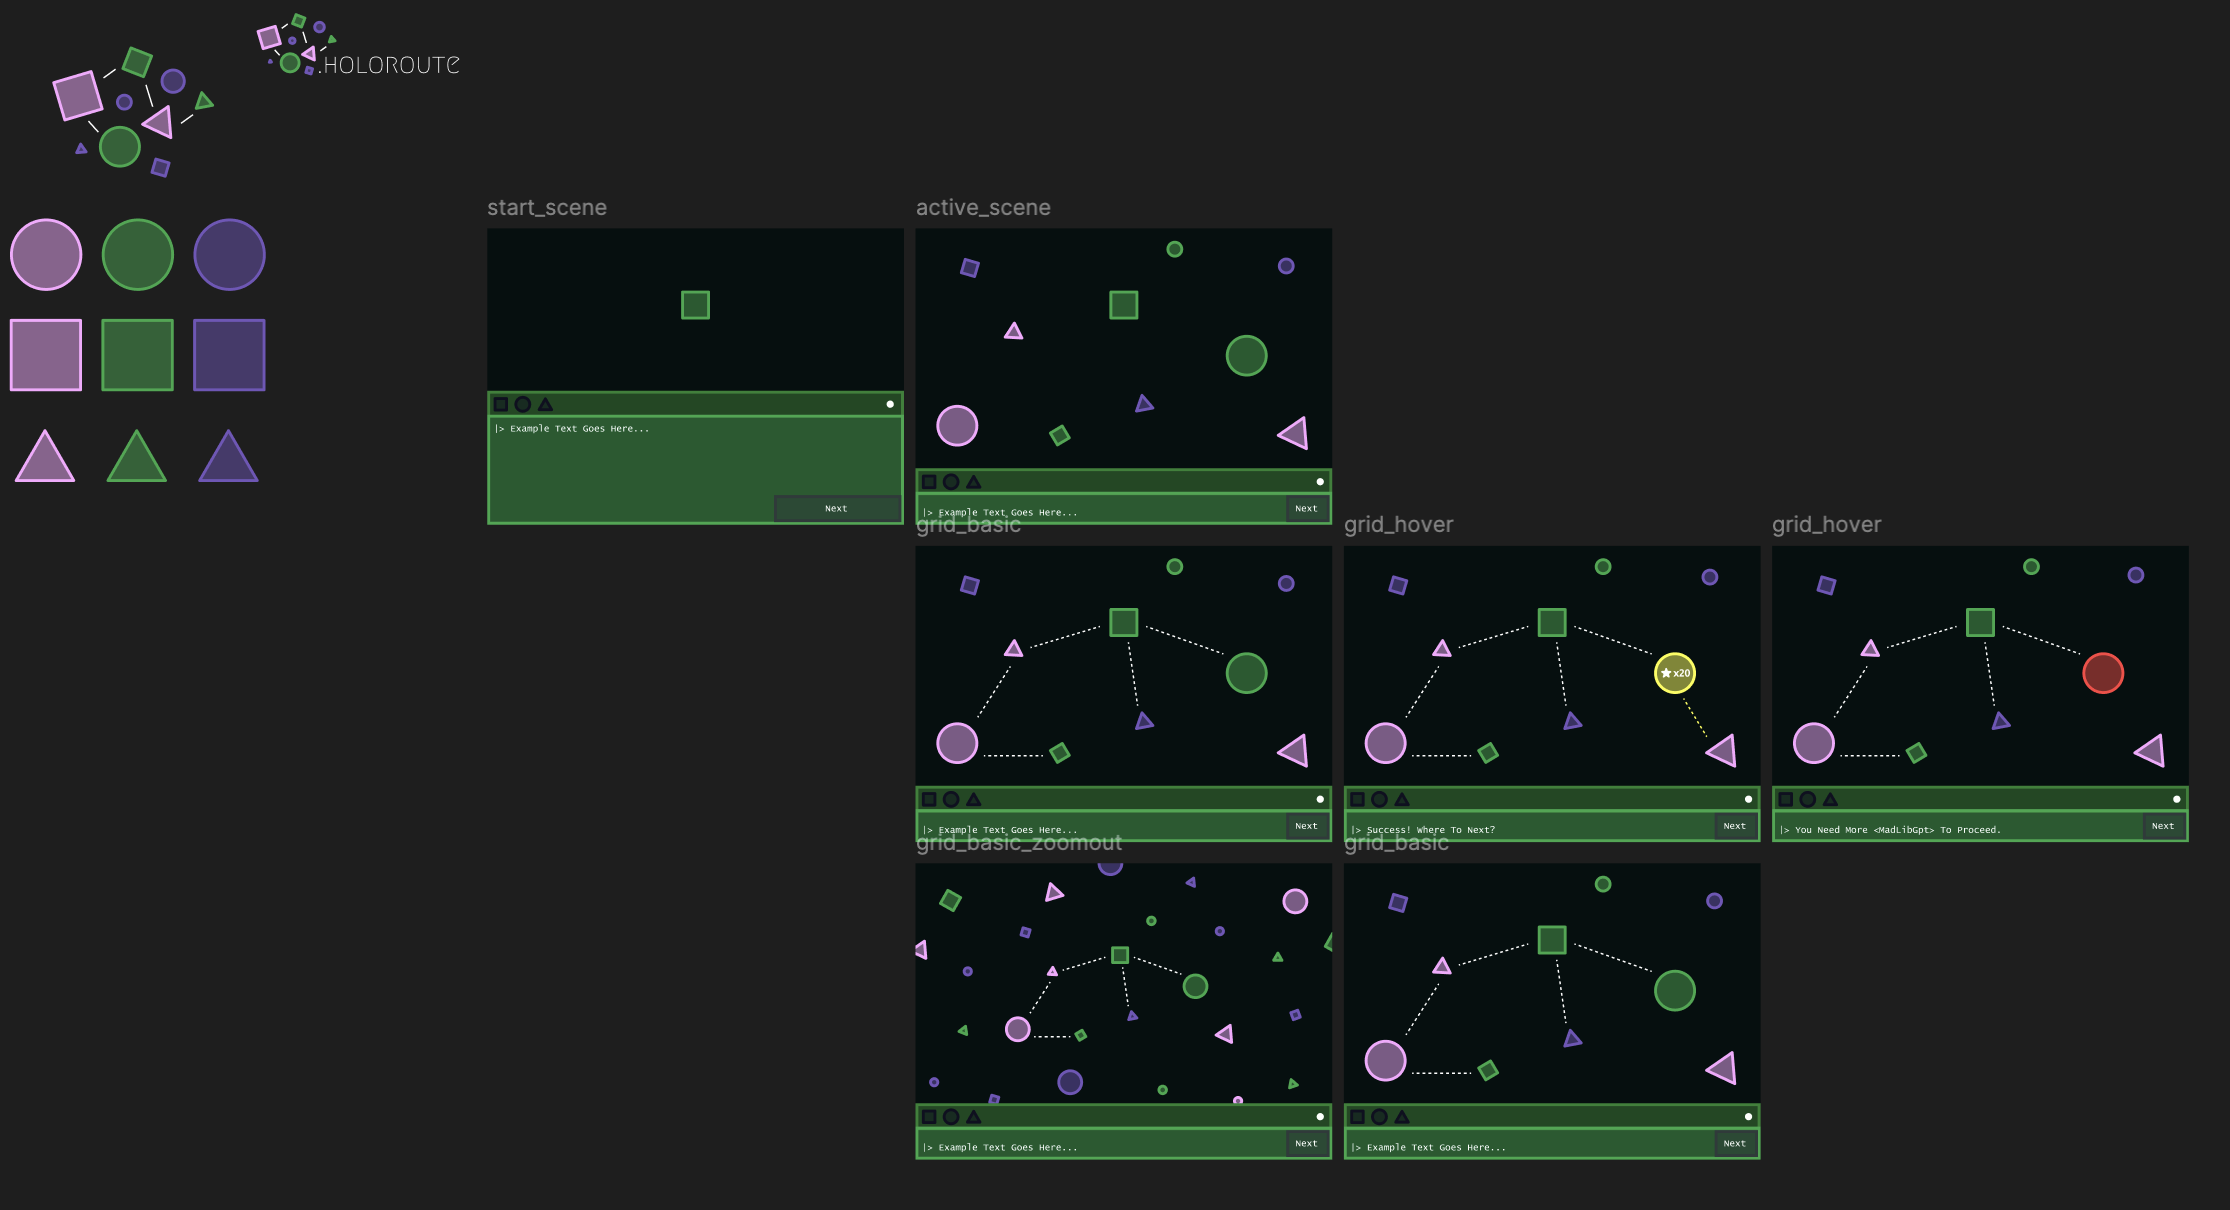 .HOLOROUTE
start_scene
active_scene
|> Example Text Goes Here...
Next
|> Example Text Goes Here...
Next
grid_basic
grid_hover
grid_hover
★x20
|> Example Text Goes Here...
Next
|> Success! Where To Next?
Next
|> You Need More <MadLibGpt> To Proceed.
Next
grid_basic_zoomout
grid_basic
|> Example Text Goes Here...
Next
|> Example Text Goes Here...
Next